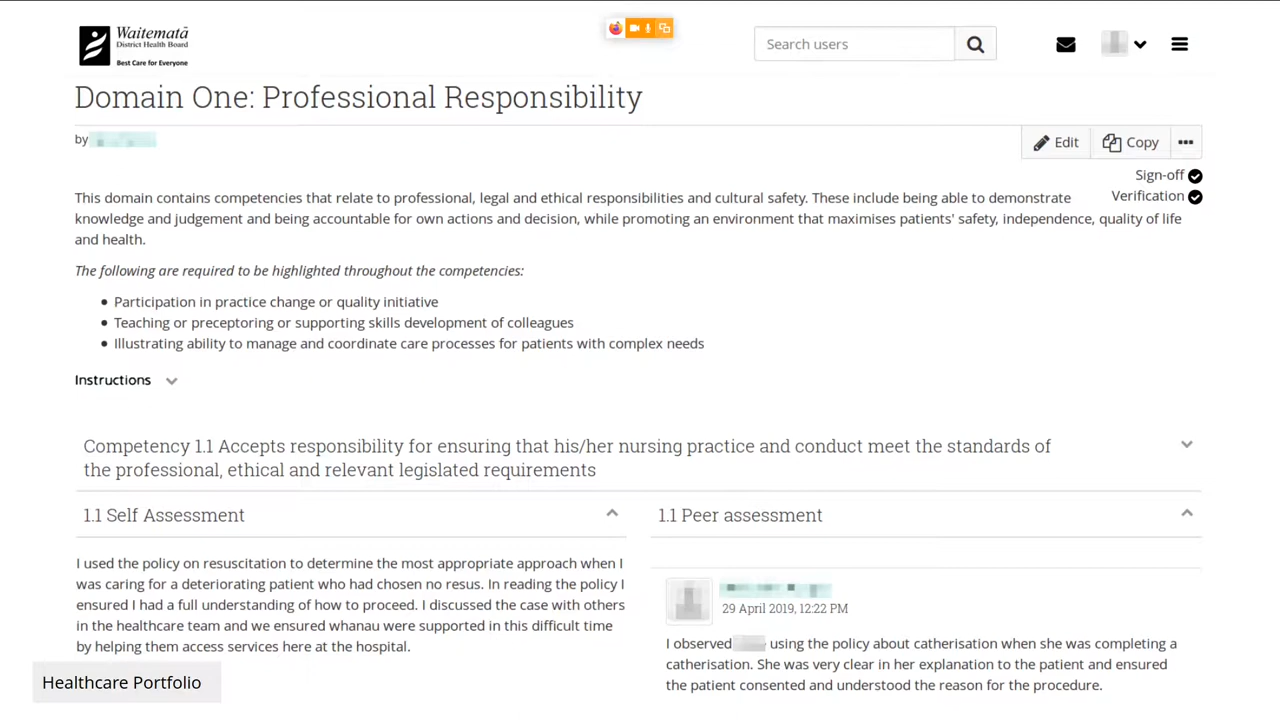 Waitematā
District Health Board
Best Care for Everyone
Search users
Domain One: Professional Responsibility
by
Edit
Copy
Sign-off
Verification
This domain contains competencies that relate to professional, legal and ethical responsibilities and cultural safety. These include being able to demonstrate
knowledge and judgement and being accountable for own actions and decision, while promoting an environment that maximises patients' safety, independence, quality of life
and health.
The following are required to be highlighted throughout the competencies:
Participation in practice change or quality initiative
Teaching or preceptoring or supporting skills development of colleagues
Illustrating ability to manage and coordinate care processes for patients with complex needs
Instructions
Competency 1.1 Accepts responsibility for ensuring that his/her nursing practice and conduct meet the standards of
the professional, ethical and relevant legislated requirements
1.1 Self Assessment
I used the policy on resuscitation to determine the most appropriate approach when I
was caring for a deteriorating patient who had chosen no resus. In reading the policy I
ensured I had a full understanding of how to proceed. I discussed the case with others
in the healthcare team and we ensured whanau were supported in this difficult time
by helping them access services here at the hospital.
1.1 Peer assessment
29 April 2019, 12:22 PM
I observed using the policy about catherisation when she was completing a
catherisation. She was very clear in her explanation to the patient and ensured
the patient consented and understood the reason for the procedure.
Healthcare Portfolio